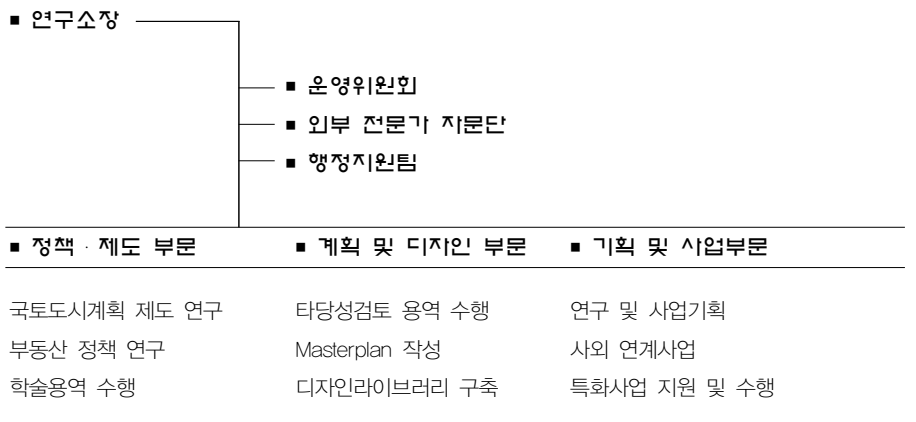 ■ 연구소장
■ 운영위원회
■ 외부 전문가 자문단
■ 행정지원팀
■ 정책 · 제도 부문 ■ 계획 및 디자인 부문 ■ 기획 및 사업부문
국토도시계획 제도 연구 타당성검토 용역 수행 연구 및 사업기획
부동산 정책 연구 Masterplan 작성 사외 연계사업
학술용역 수행 디자인라이브러리 구축 특화사업 지원 및 수행